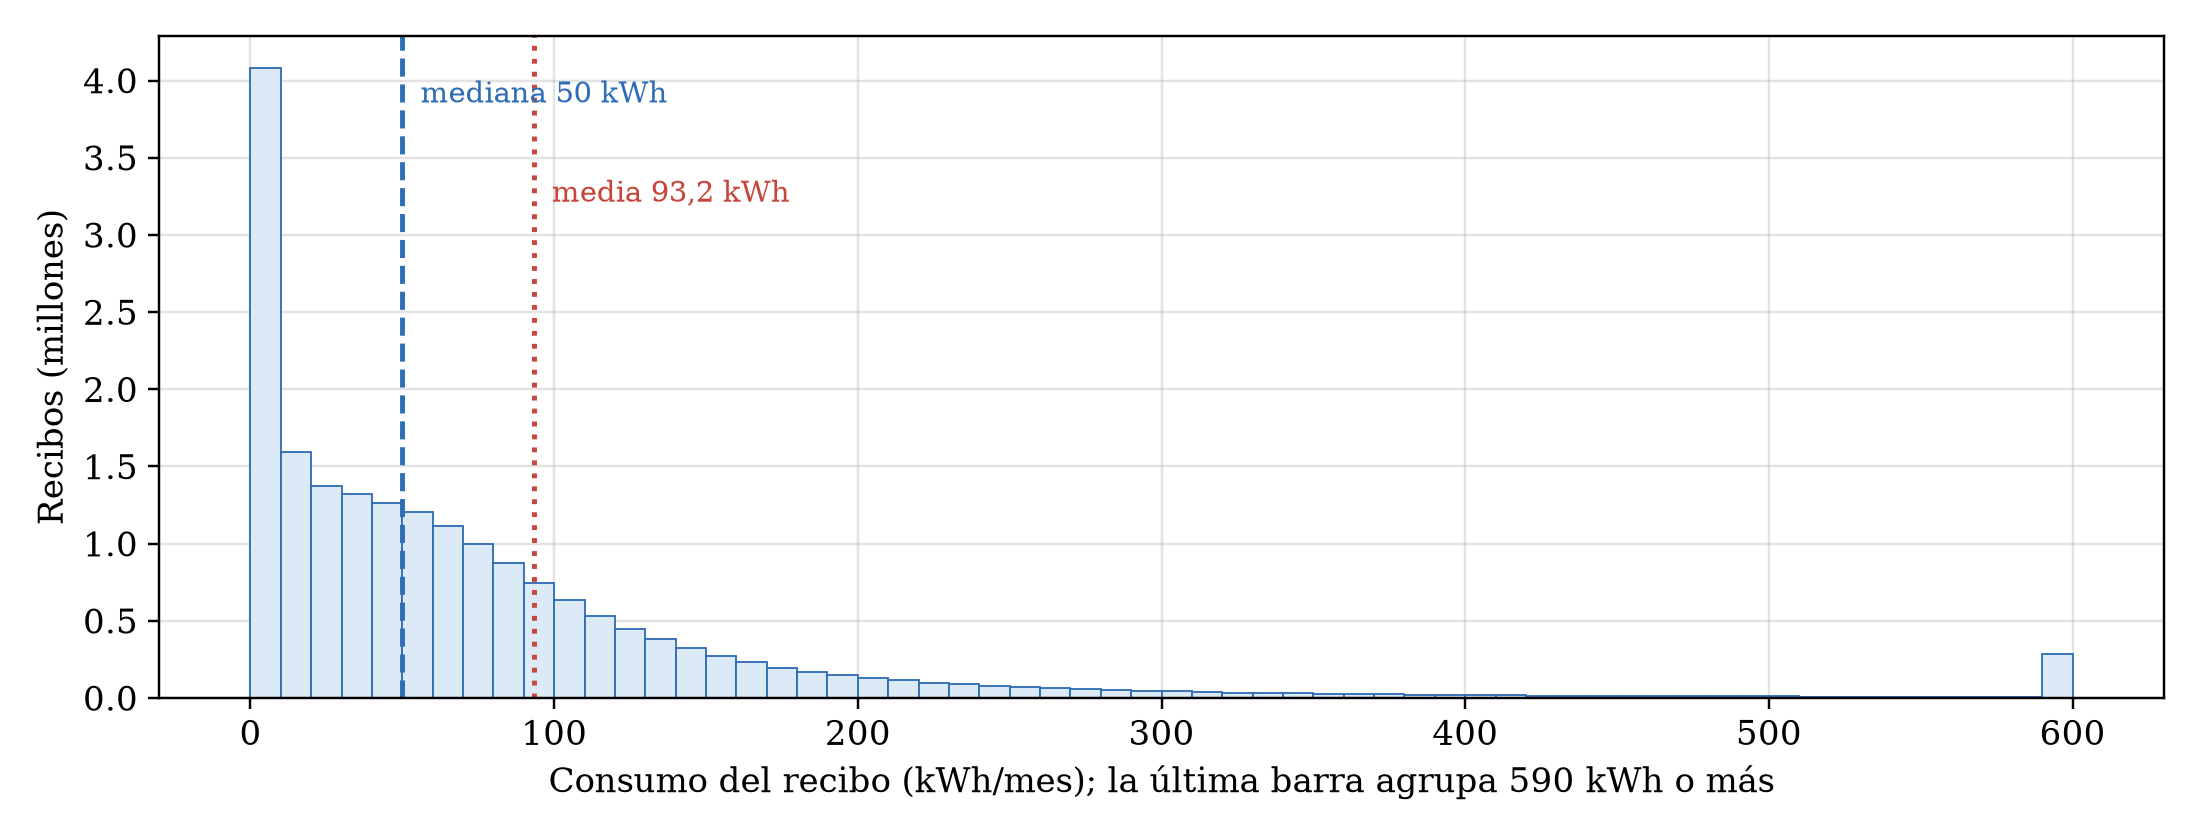 mediana 50 kWh
media 93,2 kWh
Recibos (millones)
4.0
3.5
3.0
2.5
2.0
1.5
1.0
0.5
0.0
0 100 200 300 400 500 600
Consumo del recibo (kWh/mes); la última barra agrupa 590 kWh o más